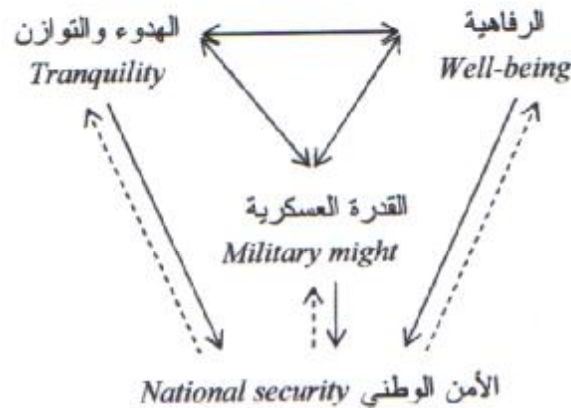 الهدوء والتوازن
Tranquility
الرفاهية
Well-being
القدرة العسكرية
Military might
National security الأمن الوطني